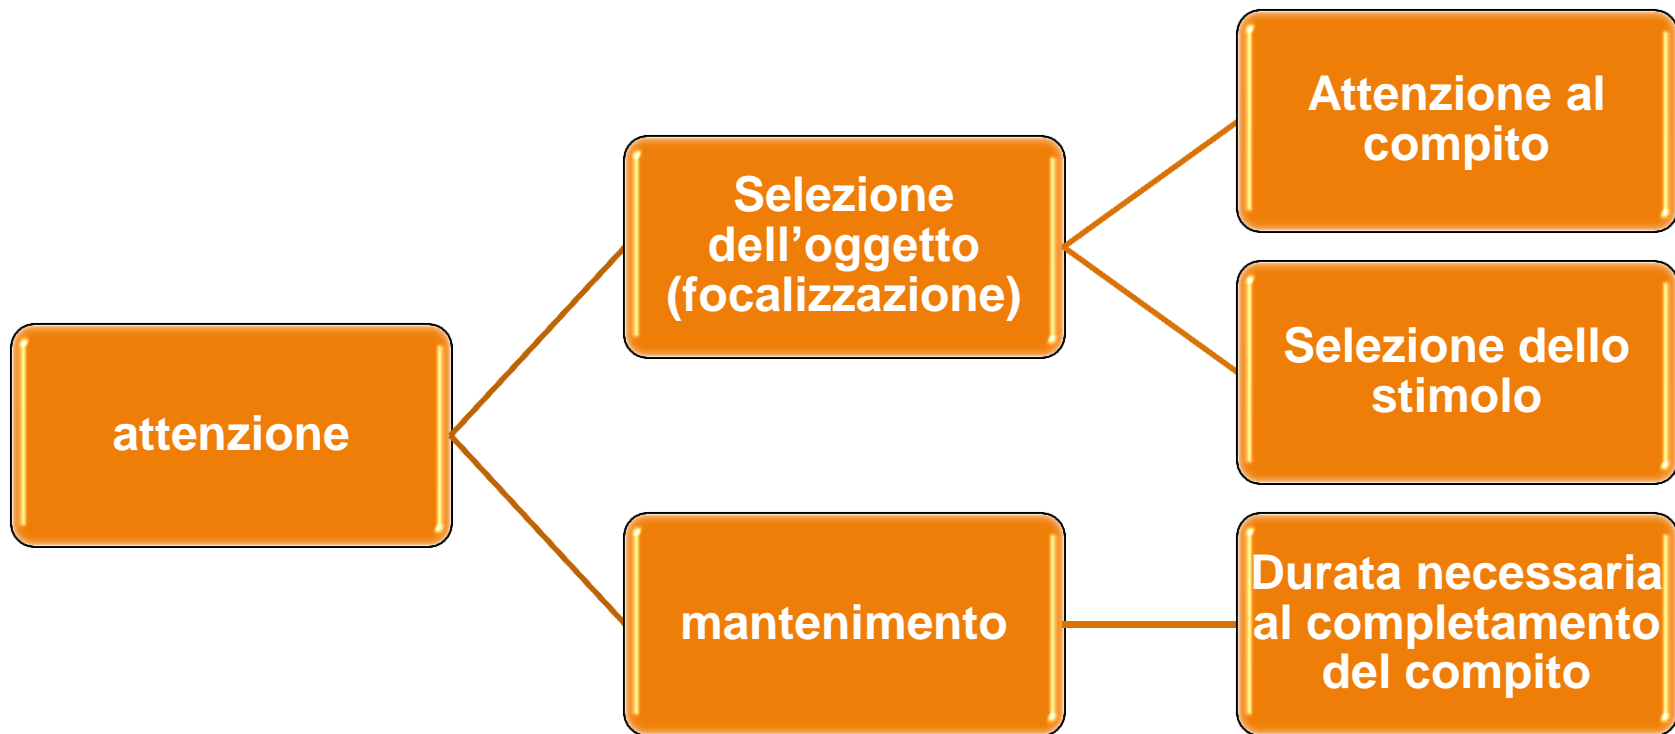 attenzione
Selezione
dell’oggetto
(focalizzazione)
Attenzione al
compito
Selezione dello
stimolo
mantenimento
Durata necessaria
al completamento
del compito